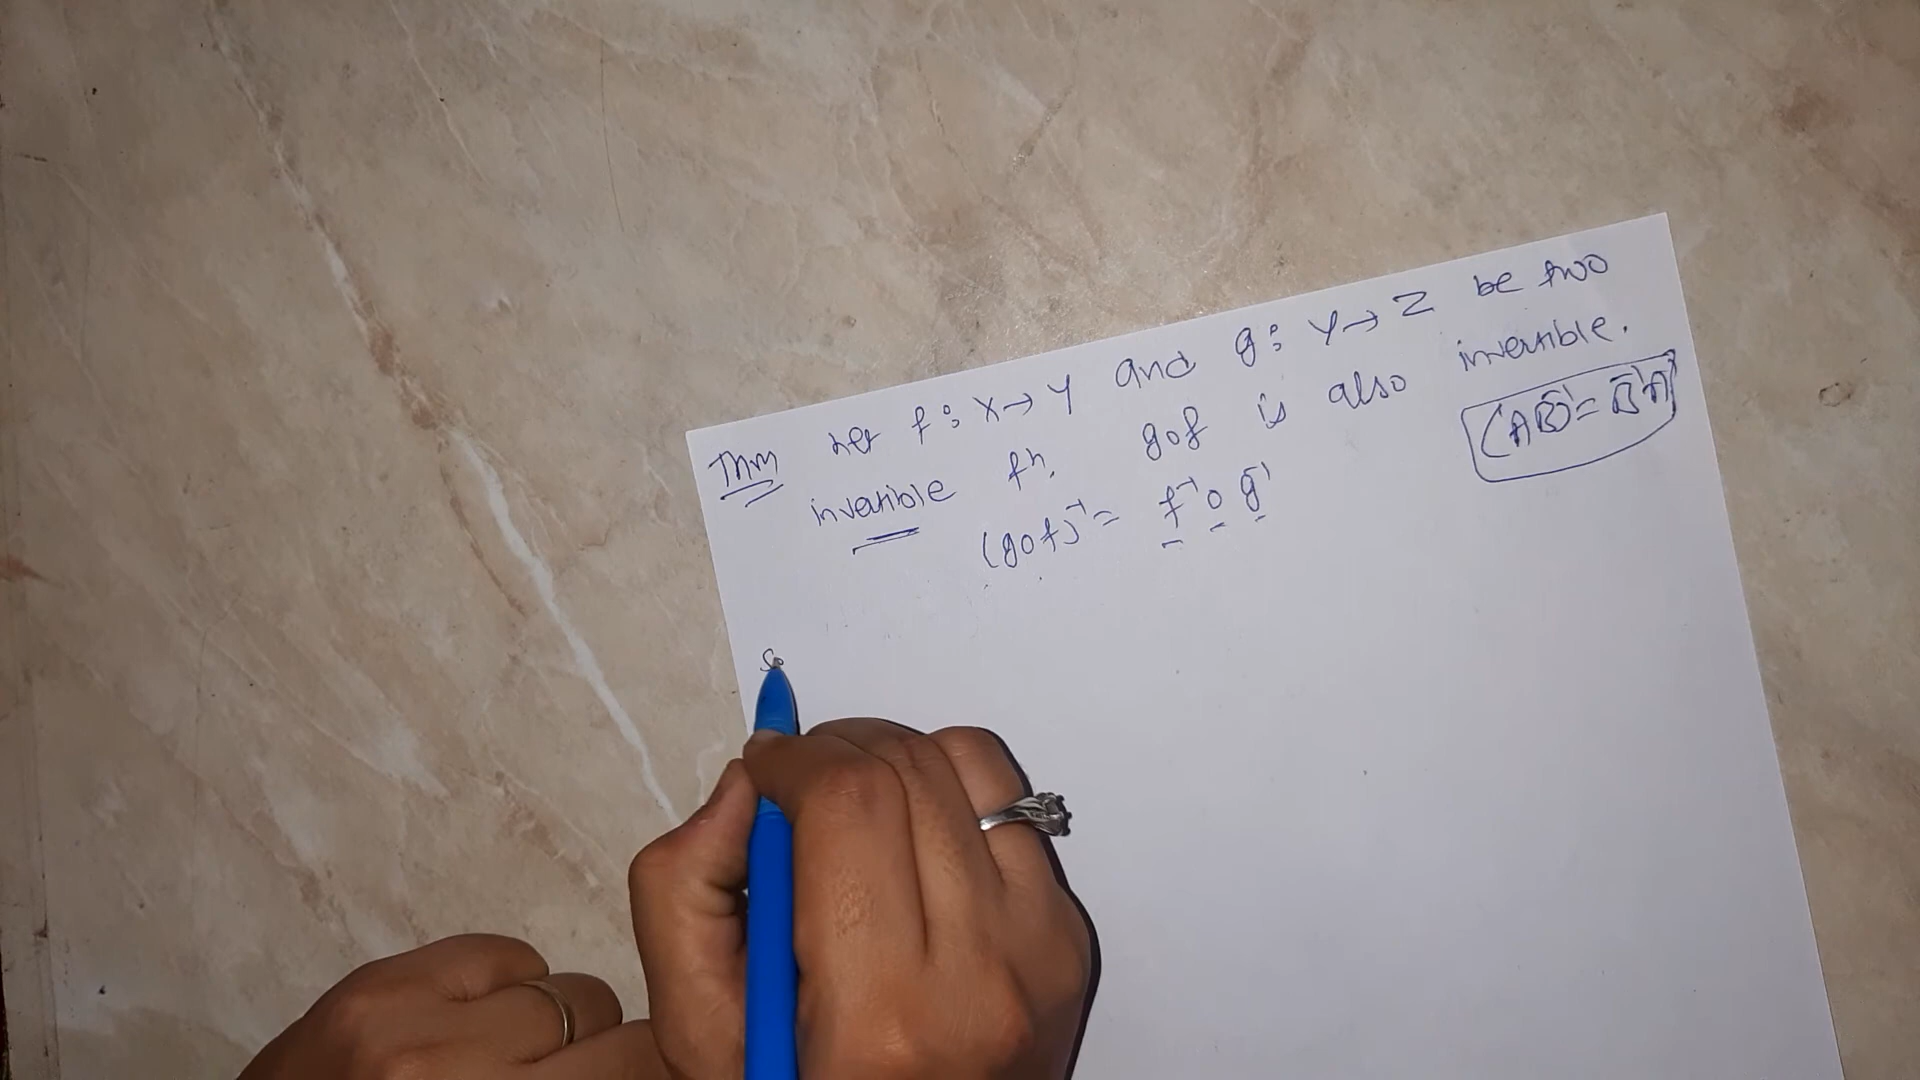 Thm Let f : X → Y and g : Y → Z be two
invertible fn. gof is also invertible.
(gof)⁻¹ = f⁻¹ o g⁻¹
(AB)⁻¹ = B⁻¹A⁻¹
So